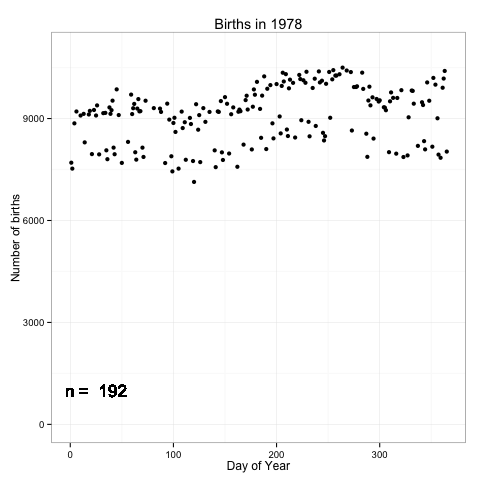 Births in 1978
Number of births
9000
6000
3000
0
n = 192
0 100 200 300
Day of Year